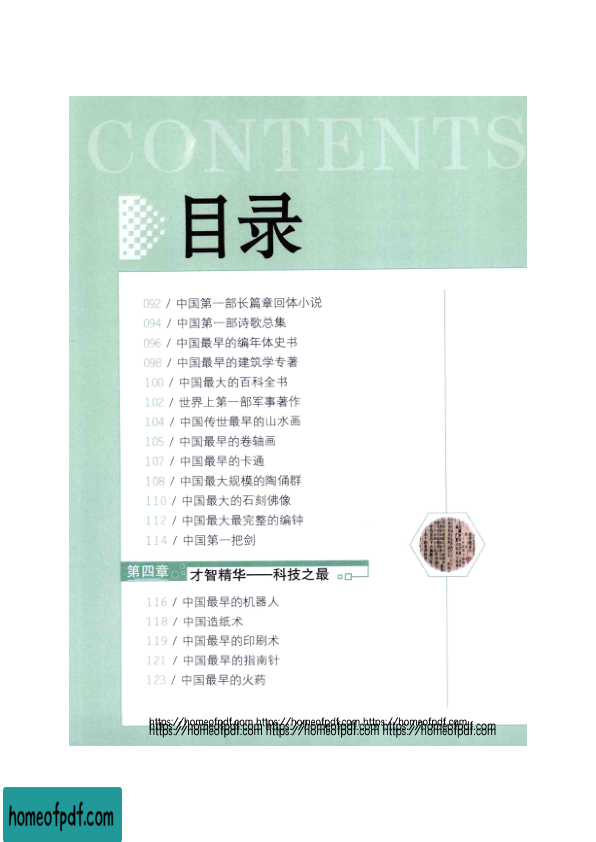 CONTENTS
目录
092 / 中国第一部长篇章回体小说
094 / 中国第一部诗歌总集
096 / 中国最早的编年体史书
098 / 中国最早的建筑学专著
100 / 中国最大的百科全书
102 / 世界上第一部军事著作
104 / 中国传世最早的山水画
105 / 中国最早的卷轴画
107 / 中国最早的卡通
108 / 中国最大规模的陶俑群
110 / 中国最大的石刻佛像
112 / 中国最大最完整的编钟
114 / 中国第一把剑
第四章 才智精华——科技之最
116 / 中国最早的机器人
118 / 中国造纸术
119 / 中国最早的印刷术
121 / 中国最早的指南针
123 / 中国最早的火药
https://homeofpdf.com https://homeofpdf.com https://homeofpdf.com
https://homeofpdf.com https://homeofpdf.com https://homeofpdf.com
homeofpdf.com